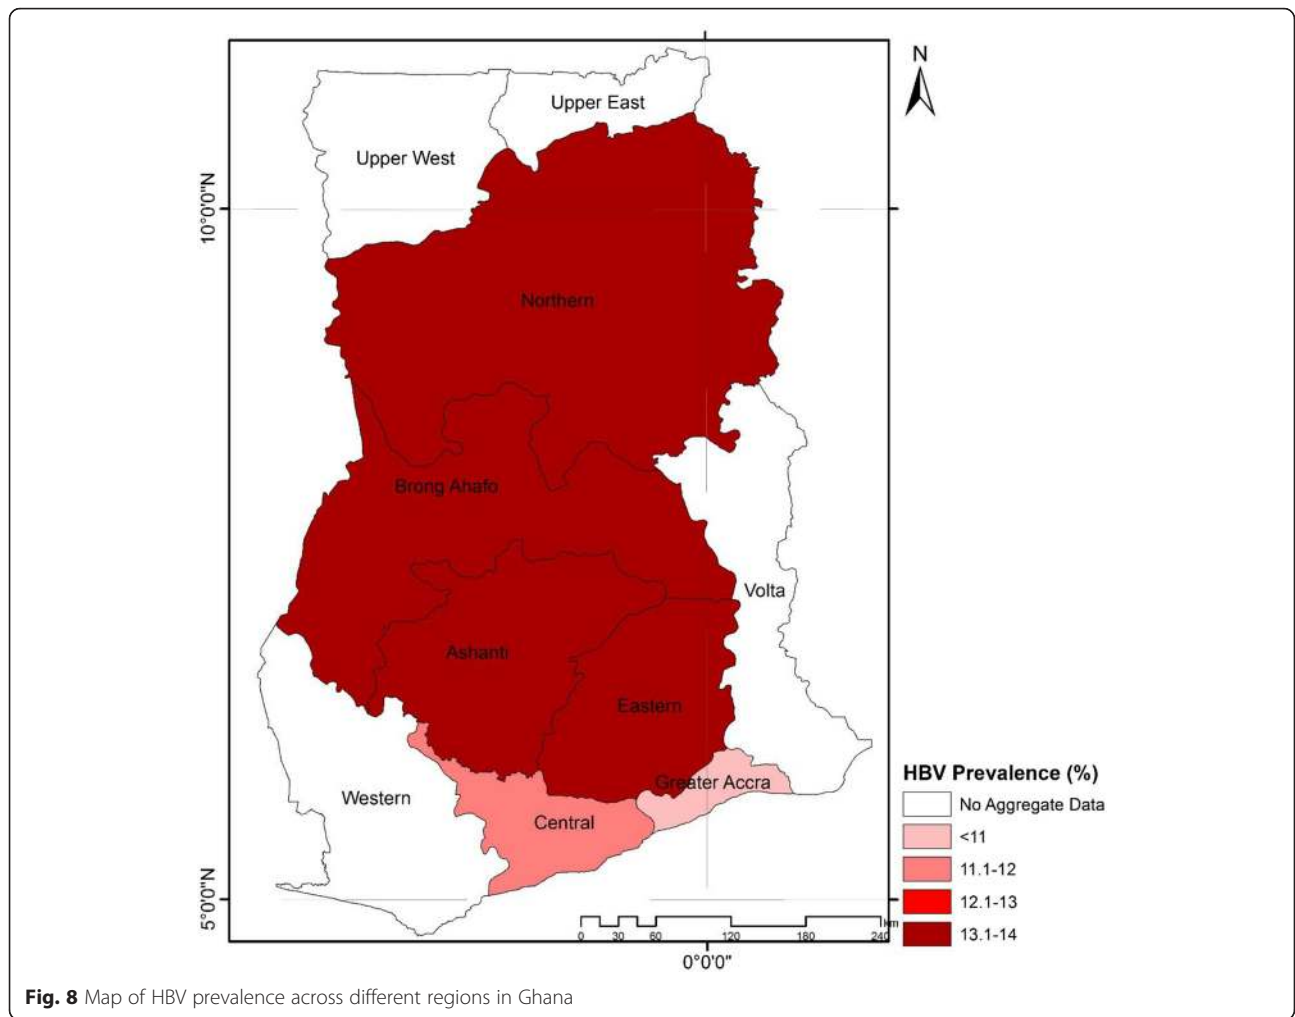 N
Upper East
Upper West
10°0'0"N
Northern
Brong Ahafo
Volta
Ashanti
Eastern
Greater Accra
Western
Central
5°0'0"N
0 30 60 120 180 240 km
0°0'0"
HBV Prevalence (%)
No Aggregate Data
<11
11.1-12
12.1-13
13.1-14
Fig. 8 Map of HBV prevalence across different regions in Ghana